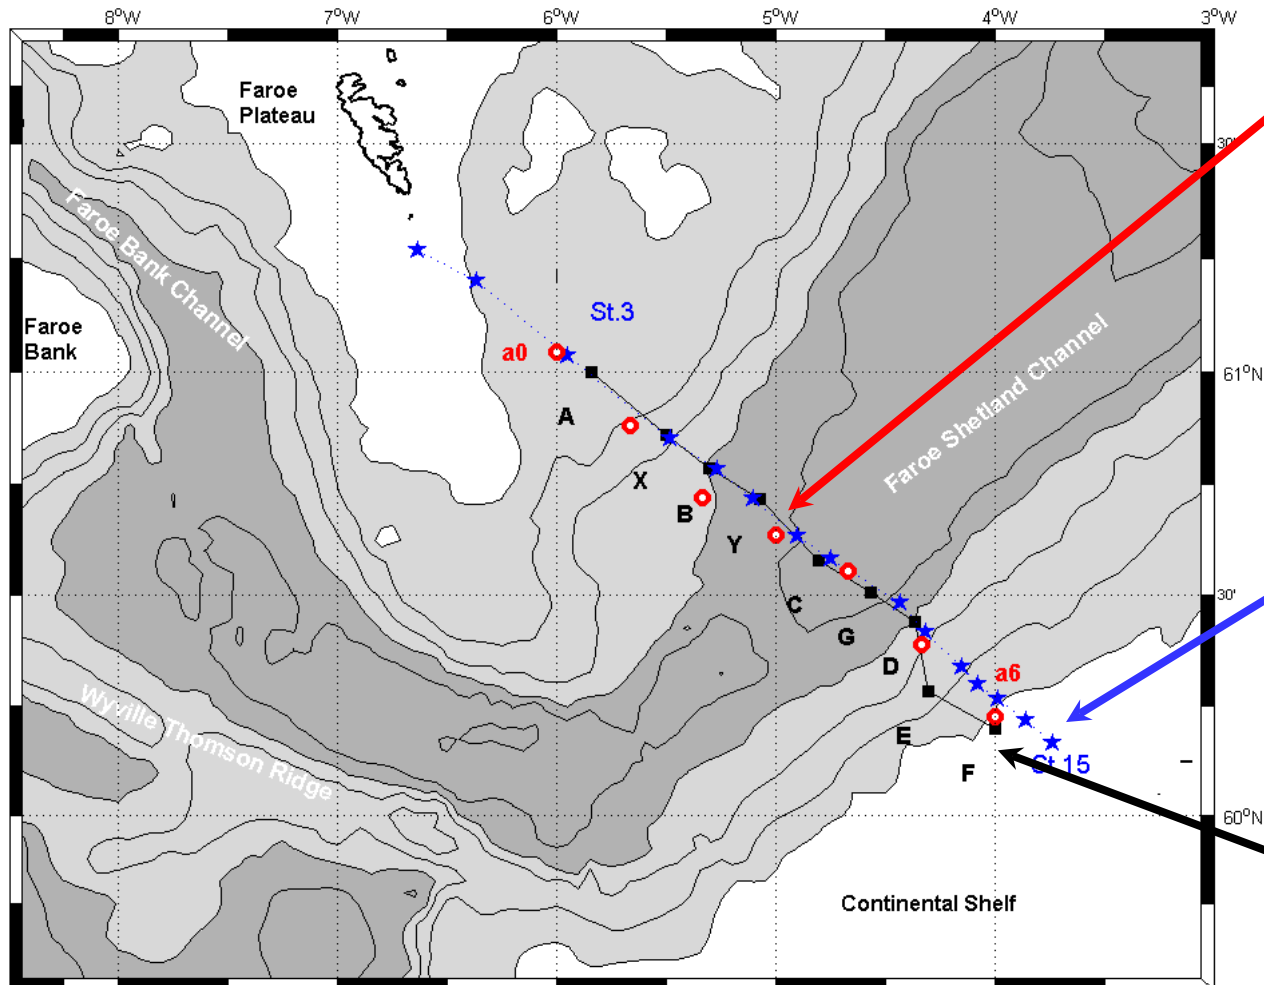 8°W
7°W
6°W
5°W
4°W
3°W
Faroe
Plateau
30'
Faroe Bank Channel
St.3
Faroe
Bank
a0
61°N
Faroe Shetland Channel
A
X
B
Y
C
30'
G
D
a6
Wyville Thomson Ridge
E
F
St.15
60°N
Continental Shelf